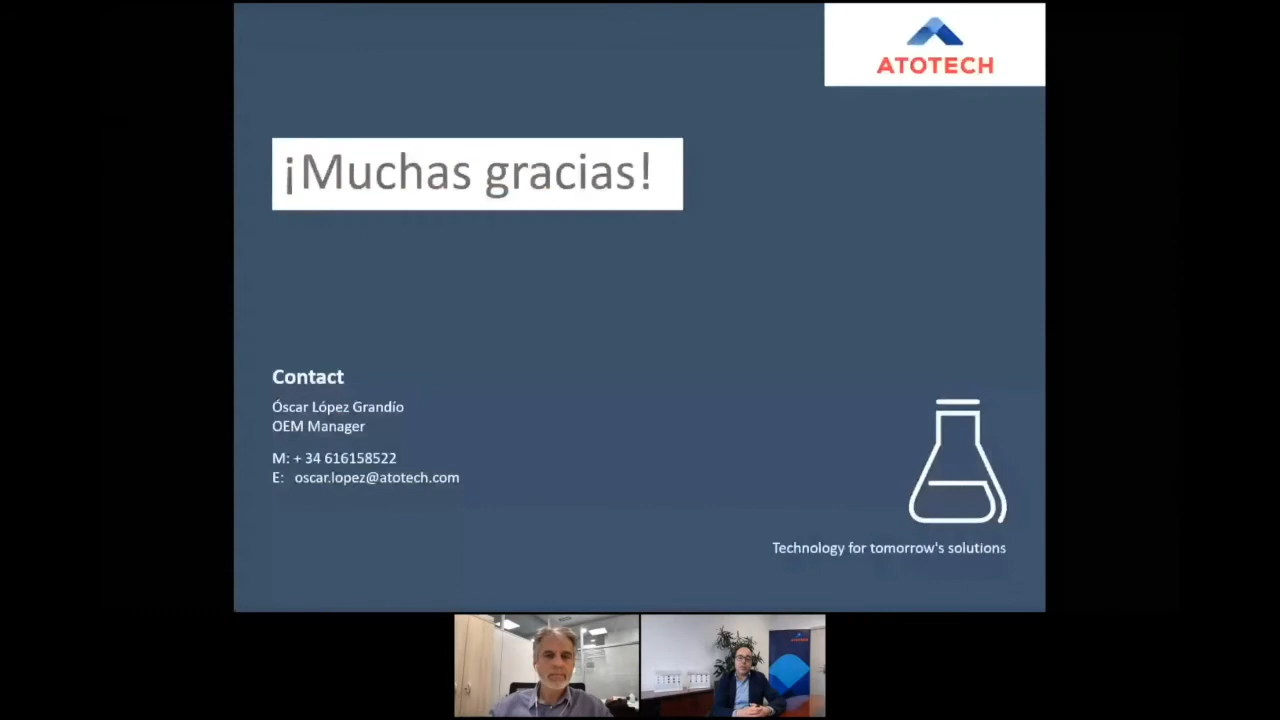 ATOTECH
¡Muchas gracias!
Contact
Óscar López Grandío
OEM Manager
M: + 34 616158522
E: oscar.lopez@atotech.com
Technology for tomorrow's solutions